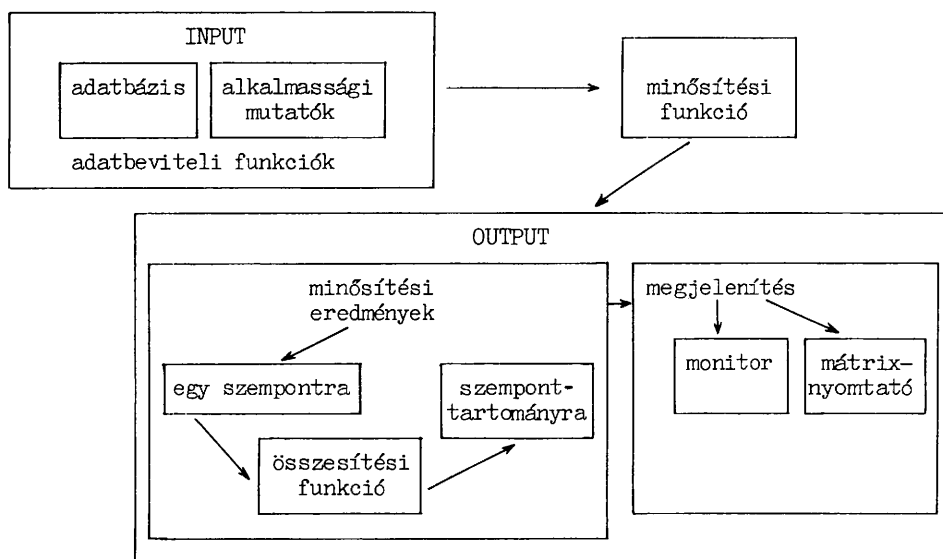 INPUT
adatbázis
alkalmassági
mutatók
adatbeviteli funkciók
minősítési
funkció
OUTPUT
minősítési
eredmények
egy szempontra
szempont-
tartományra
összesítési
funkció
megjelenítés
monitor
mátrix-
nyomtató